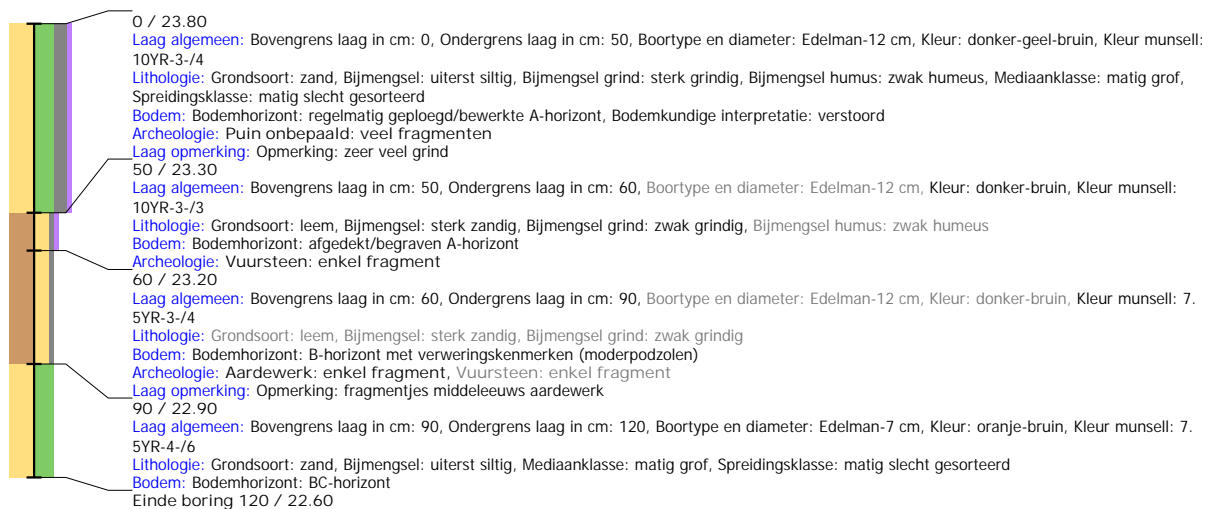 0 / 23.80
Laag algemeen: Bovengrens laag in cm: 0, Ondergrens laag in cm: 50, Boortype en diameter: Edelman-12 cm, Kleur: donker-geel-bruin, Kleur munsell:
10YR-3-/4
Lithologie: Grondsoort: zand, Bijmengsel: uiterst siltig, Bijmengsel grind: sterk grindig, Bijmengsel humus: zwak humeus, Mediaanklasse: matig grof,
Spreidingsklasse: matig slecht gesorteerd
Bodem: Bodemhorizont: regelmatig geploegd/bewerkte A-horizont, Bodemkundige interpretatie: verstoord
Archeologie: Puin onbepaald: veel fragmenten
Laag opmerking: Opmerking: zeer veel grind
50 / 23.30
Laag algemeen: Bovengrens laag in cm: 50, Ondergrens laag in cm: 60, Boortype en diameter: Edelman-12 cm, Kleur: donker-bruin, Kleur munsell:
10YR-3-/3
Lithologie: Grondsoort: leem, Bijmengsel: sterk zandig, Bijmengsel grind: zwak grindig, Bijmengsel humus: zwak humeus
Bodem: Bodemhorizont: afgedekt/begraven A-horizont
Archeologie: Vuursteen: enkel fragment
60 / 23.20
Laag algemeen: Bovengrens laag in cm: 60, Ondergrens laag in cm: 90, Boortype en diameter: Edelman-12 cm, Kleur: donker-bruin, Kleur munsell: 7.
5YR-3-/4
Lithologie: Grondsoort: leem, Bijmengsel: sterk zandig, Bijmengsel grind: zwak grindig
Bodem: Bodemhorizont: B-horizont met verweringskenmerken (moderpodzolen)
Archeologie: Aardewerk: enkel fragment, Vuursteen: enkel fragment
Laag opmerking: Opmerking: fragmentjes middeleeuws aardewerk
90 / 22.90
Laag algemeen: Bovengrens laag in cm: 90, Ondergrens laag in cm: 120, Boortype en diameter: Edelman-7 cm, Kleur: oranje-bruin, Kleur munsell: 7.
5YR-4-/6
Lithologie: Grondsoort: zand, Bijmengsel: uiterst siltig, Mediaanklasse: matig grof, Spreidingsklasse: matig slecht gesorteerd
Bodem: Bodemhorizont: BC-horizont
Einde boring 120 / 22.60